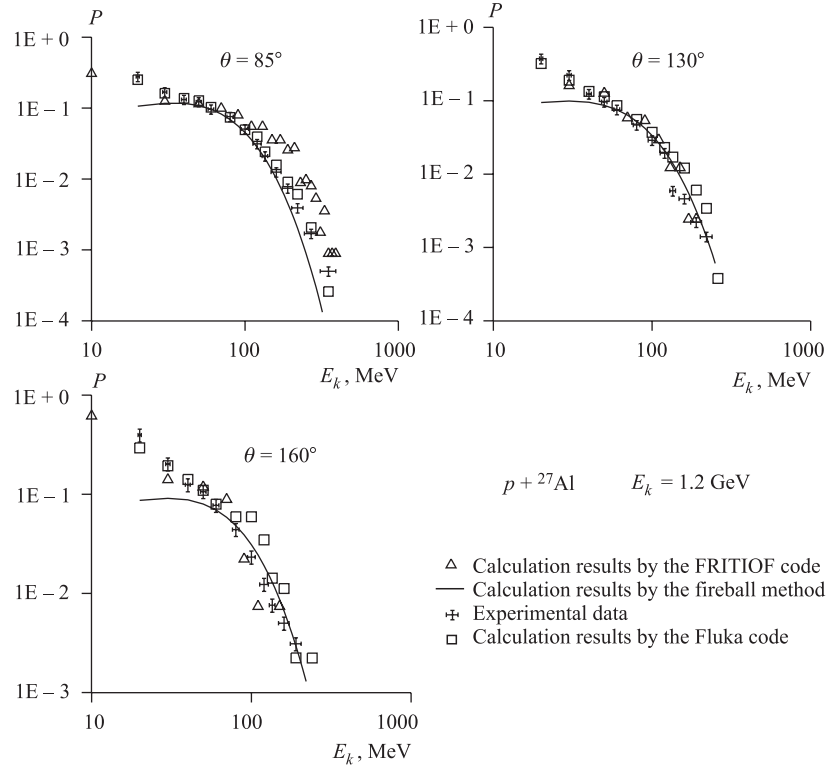 P
1E + 0
1E – 1
1E – 2
1E – 3
1E – 4
θ = 85°
10 100 1000
E_k, MeV
P
1E + 0
1E – 1
1E – 2
1E – 3
1E – 4
θ = 130°
10 100 1000
E_k, MeV
P
1E + 0
1E – 1
1E – 2
1E – 3
θ = 160°
10 100 1000
E_k, MeV
p + ²⁷Al E_k = 1.2 GeV
Calculation results by the FRITIOF code
Calculation results by the fireball method
Experimental data
Calculation results by the Fluka code